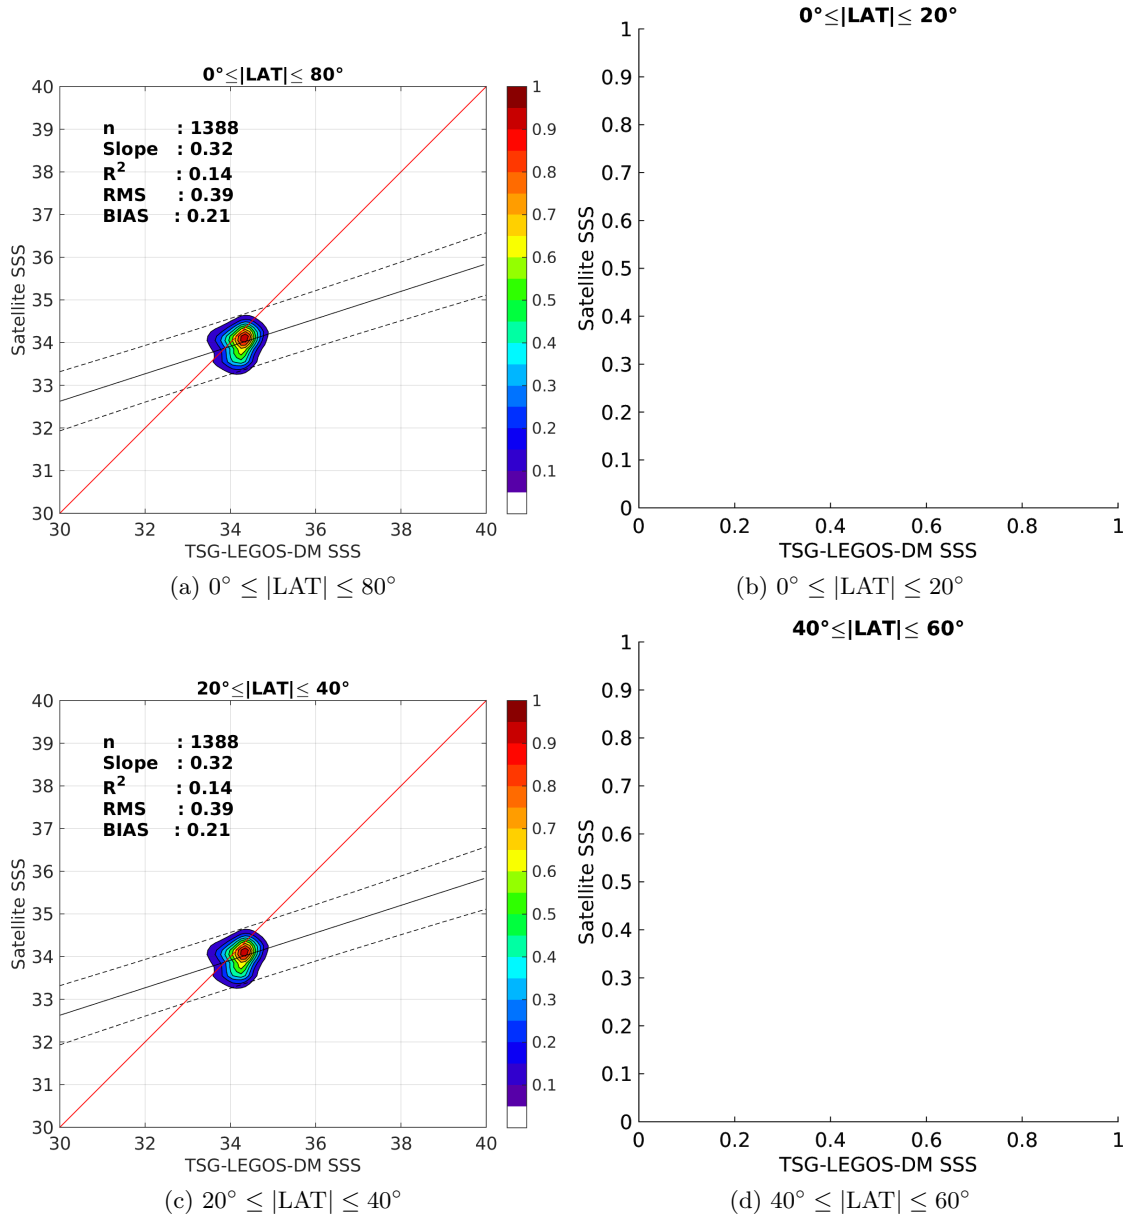 0°≤|LAT|≤ 80°
n : 1388
Slope : 0.32
R² : 0.14
RMS : 0.39
BIAS : 0.21
40
39
38
37
36
35
34
33
32
31
30
30 32 34 36 38 40
Satellite SSS
TSG-LEGOS-DM SSS
1
0.9
0.8
0.7
0.6
0.5
0.4
0.3
0.2
0.1
(a) 0° ≤ |LAT| ≤ 80°
0°≤|LAT|≤ 20°
1
0.9
0.8
0.7
0.6
0.5
0.4
0.3
0.2
0.1
0
0 0.2 0.4 0.6 0.8 1
Satellite SSS
TSG-LEGOS-DM SSS
(b) 0° ≤ |LAT| ≤ 20°
20°≤|LAT|≤ 40°
n : 1388
Slope : 0.32
R² : 0.14
RMS : 0.39
BIAS : 0.21
40
39
38
37
36
35
34
33
32
31
30
30 32 34 36 38 40
Satellite SSS
TSG-LEGOS-DM SSS
1
0.9
0.8
0.7
0.6
0.5
0.4
0.3
0.2
0.1
(c) 20° ≤ |LAT| ≤ 40°
40°≤|LAT|≤ 60°
1
0.9
0.8
0.7
0.6
0.5
0.4
0.3
0.2
0.1
0
0 0.2 0.4 0.6 0.8 1
Satellite SSS
TSG-LEGOS-DM SSS
(d) 40° ≤ |LAT| ≤ 60°